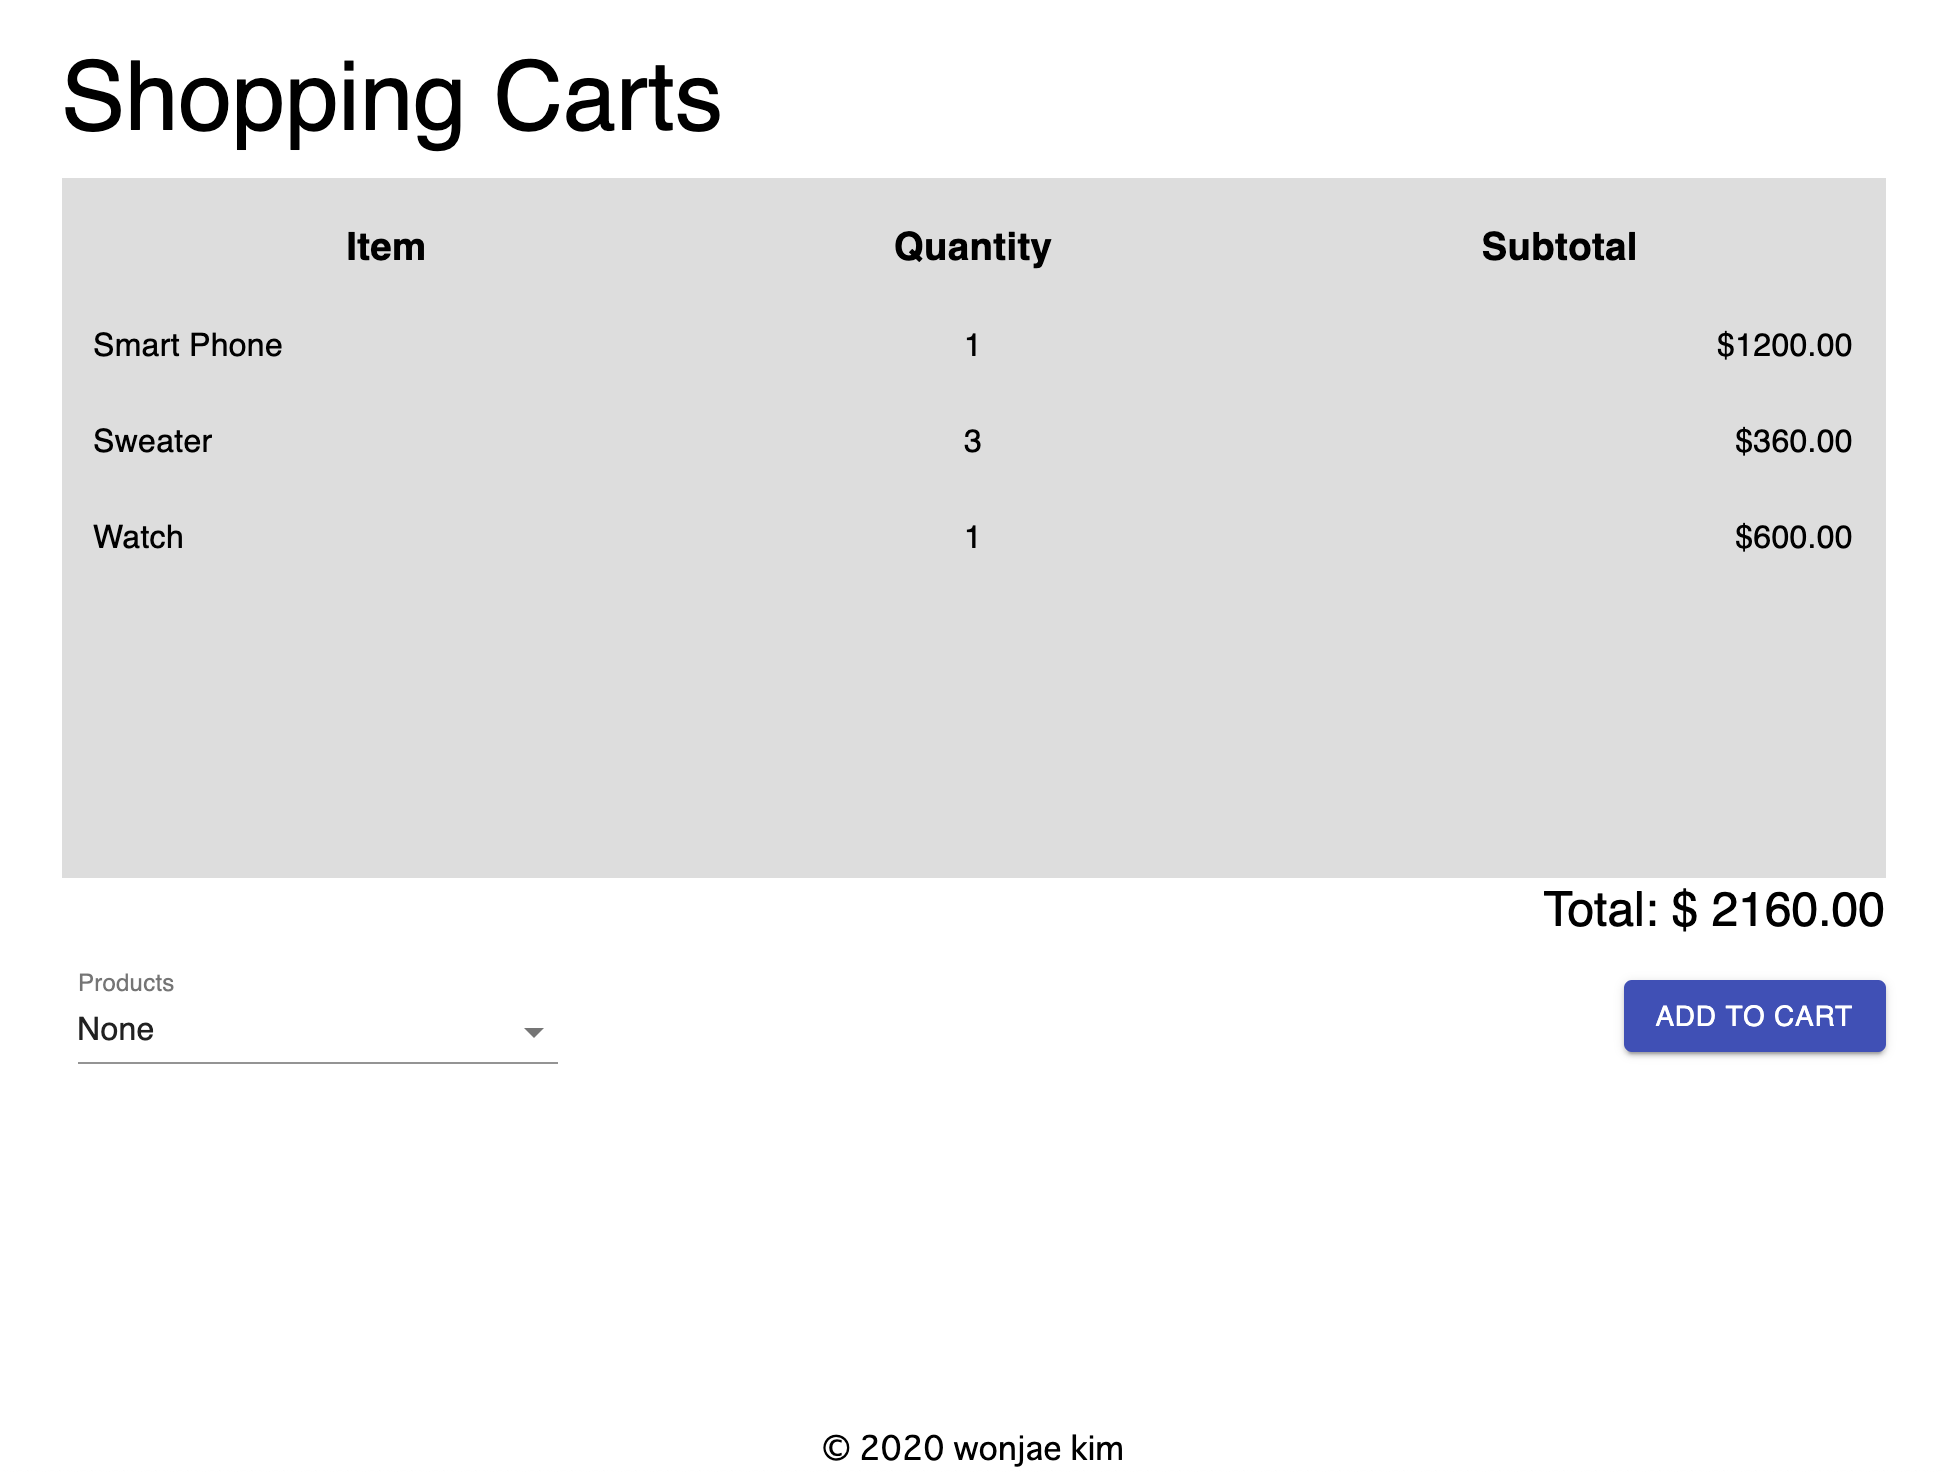 Shopping Carts
Item Quantity Subtotal
Smart Phone 1 $1200.00
Sweater 3 $360.00
Watch 1 $600.00
Total: $ 2160.00
Products
None
ADD TO CART
© 2020 wonjae kim